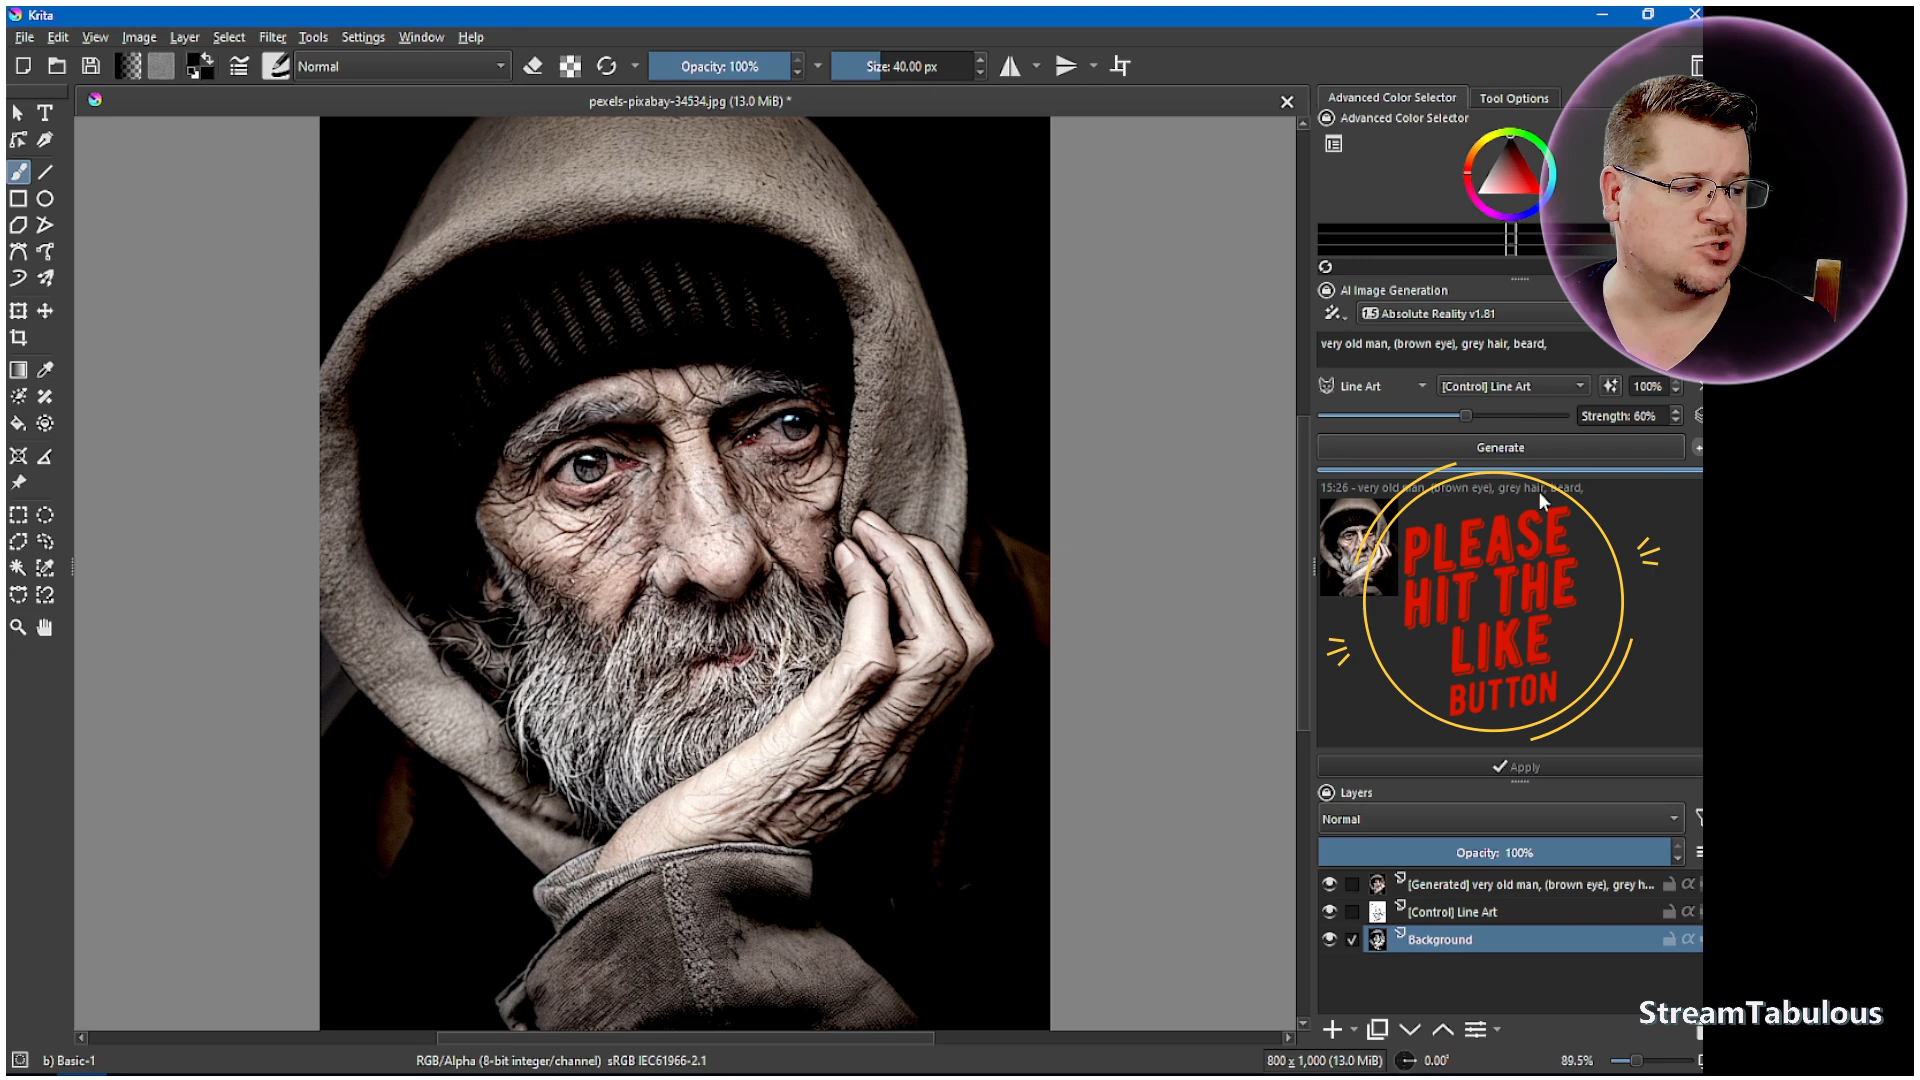 Krita
File Edit View Image Layer Select Filter Tools Settings Window Help
Normal
Opacity: 100%
Size: 40.00 px
pexels-pixabay-34534.jpg (13.0 MiB) *
Advanced Color Selector
Tool Options
Advanced Color Selector
AI Image Generation
1.5 Absolute Reality v1.81
very old man, (brown eye), grey hair, beard,
Line Art
[Control] Line Art
100%
Strength: 60%
Generate
15:26 - very old man, (brown eye), grey hair, beard,
PLEASE
HIT THE
LIKE
BUTTON
Apply
Layers
Normal
Opacity: 100%
[Generated] very old man, (brown eye), grey h...
[Control] Line Art
Background
StreamTabulous
b) Basic-1
RGB/Alpha (8-bit integer/channel) sRGB IEC61966-2.1
800 x 1,000 (13.0 MiB)
0.00°
89.5%